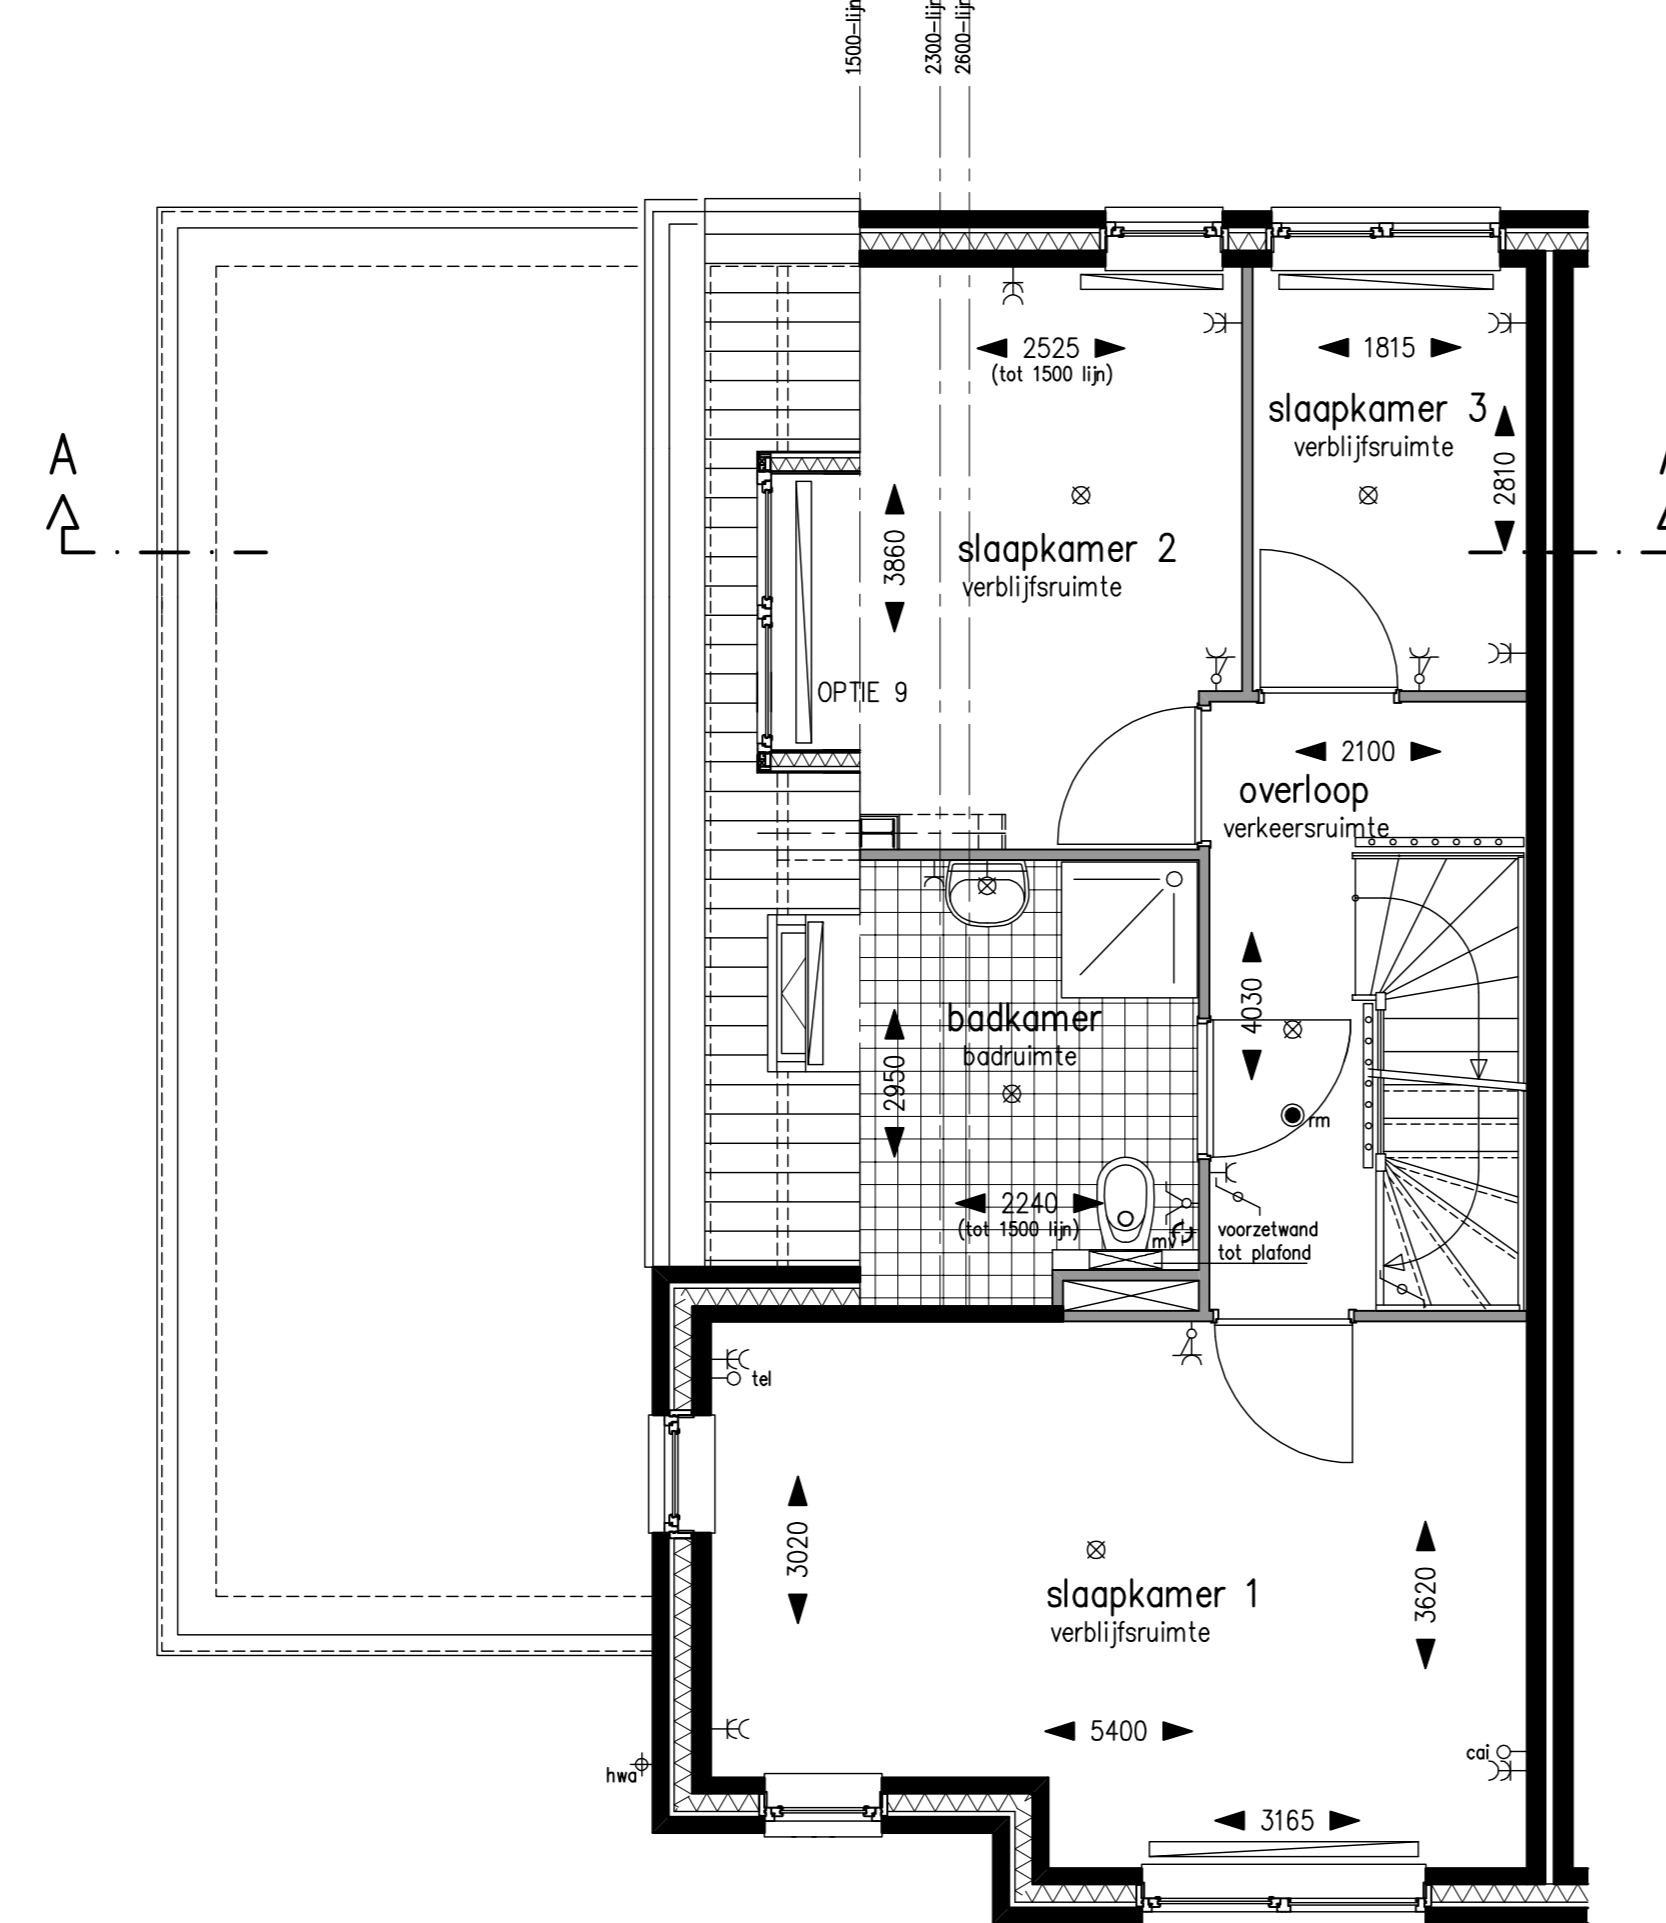 1500-lijn
2300-lijn
2600-lijn
2525
(tot 1500 lijn)
1815
slaapkamer 3
verblijfsruimte
2810
A
3860
slaapkamer 2
verblijfsruimte
OPTIE 9
2100
overloop
verkeersruimte
4030
badkamer
badruimte
2950
rm
2240
(tot 1500 lijn)
mv
voorzetwand
tot plafond
tel
3020
slaapkamer 1
verblijfsruimte
3620
5400
cai
hwa
3165